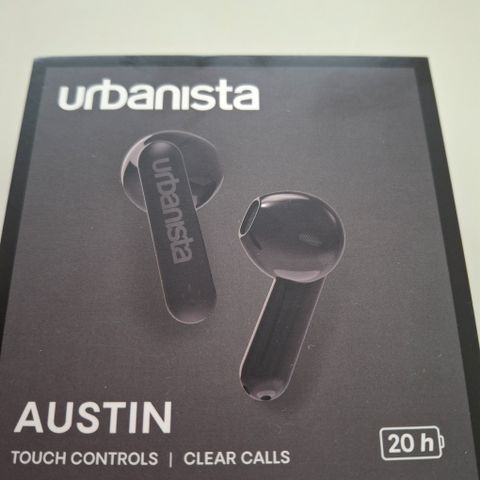 urbanista
urbanista
AUSTIN
20 h
TOUCH CONTROLS | CLEAR CALLS